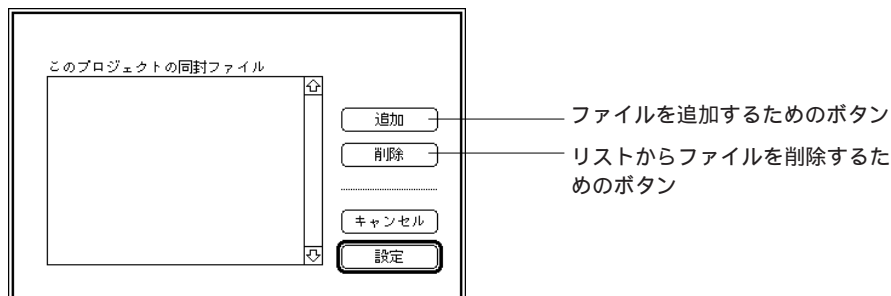 このプロジェクトの同封ファイル
追加
削除
キャンセル
設定
ファイルを追加するためのボタン
リストからファイルを削除するた
めのボタン